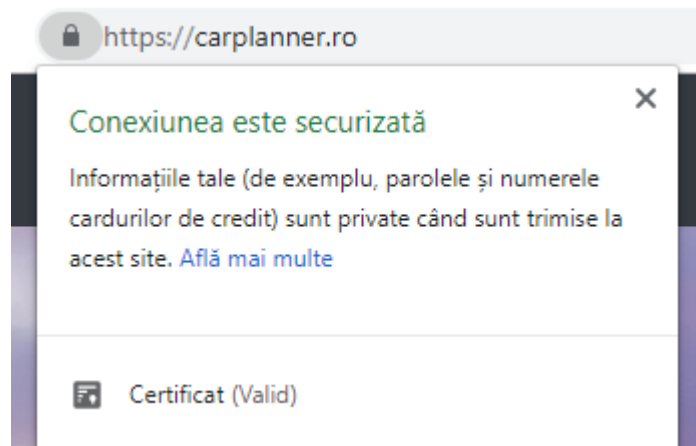 https://carplanner.ro
Conexiunea este securizată
Informațiile tale (de exemplu, parolele și numerele
cardurilor de credit) sunt private când sunt trimise la
acest site. Află mai multe
Certificat (Valid)